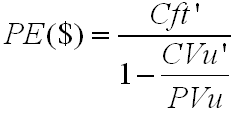 PE($) = Cft' / (1 - CVu' / PVu)